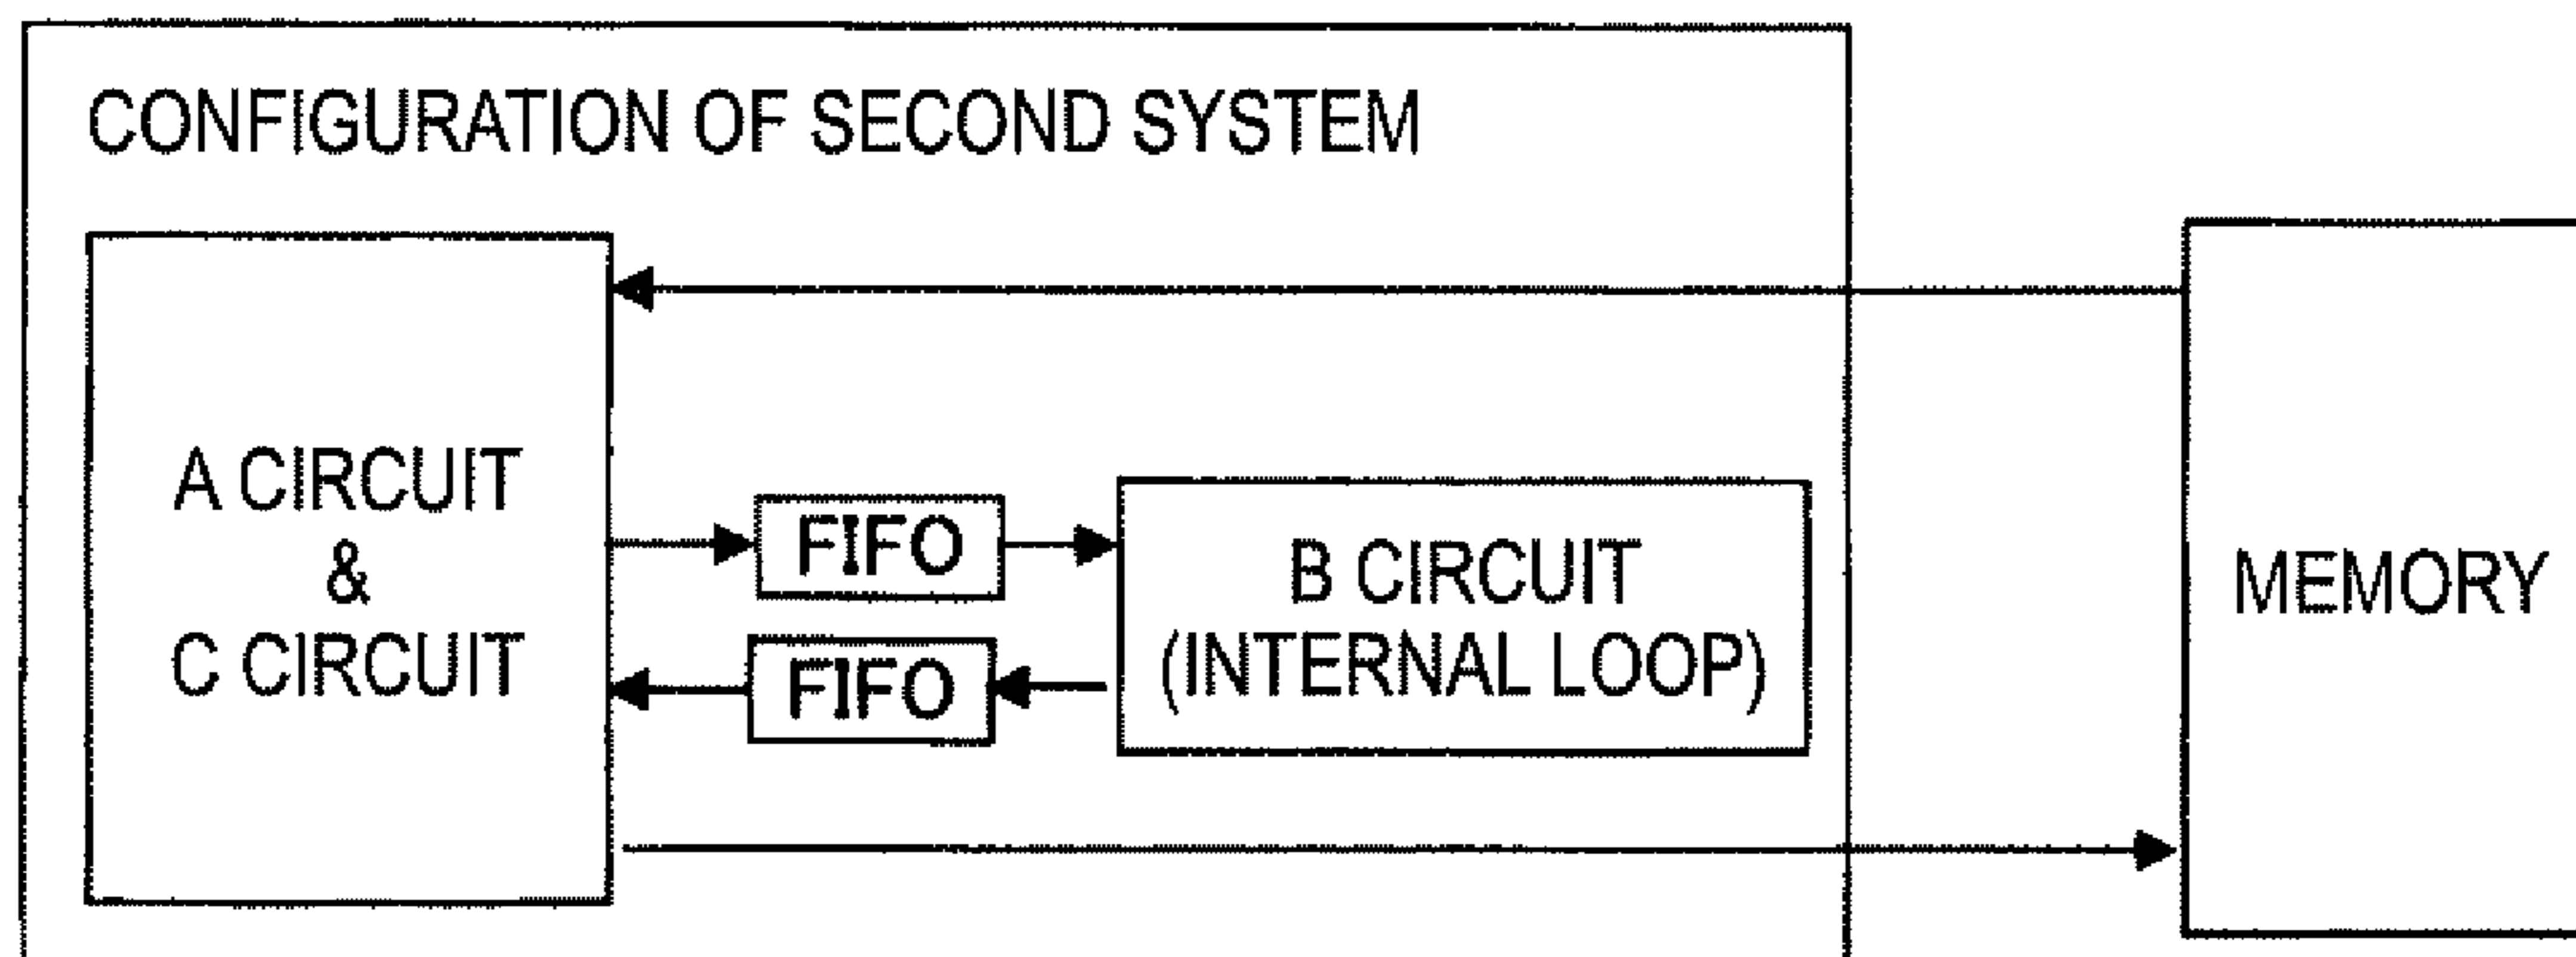 CONFIGURATION OF SECOND SYSTEM
A CIRCUIT
&
C CIRCUIT
FIFO
FIFO
B CIRCUIT
(INTERNAL LOOP)
MEMORY